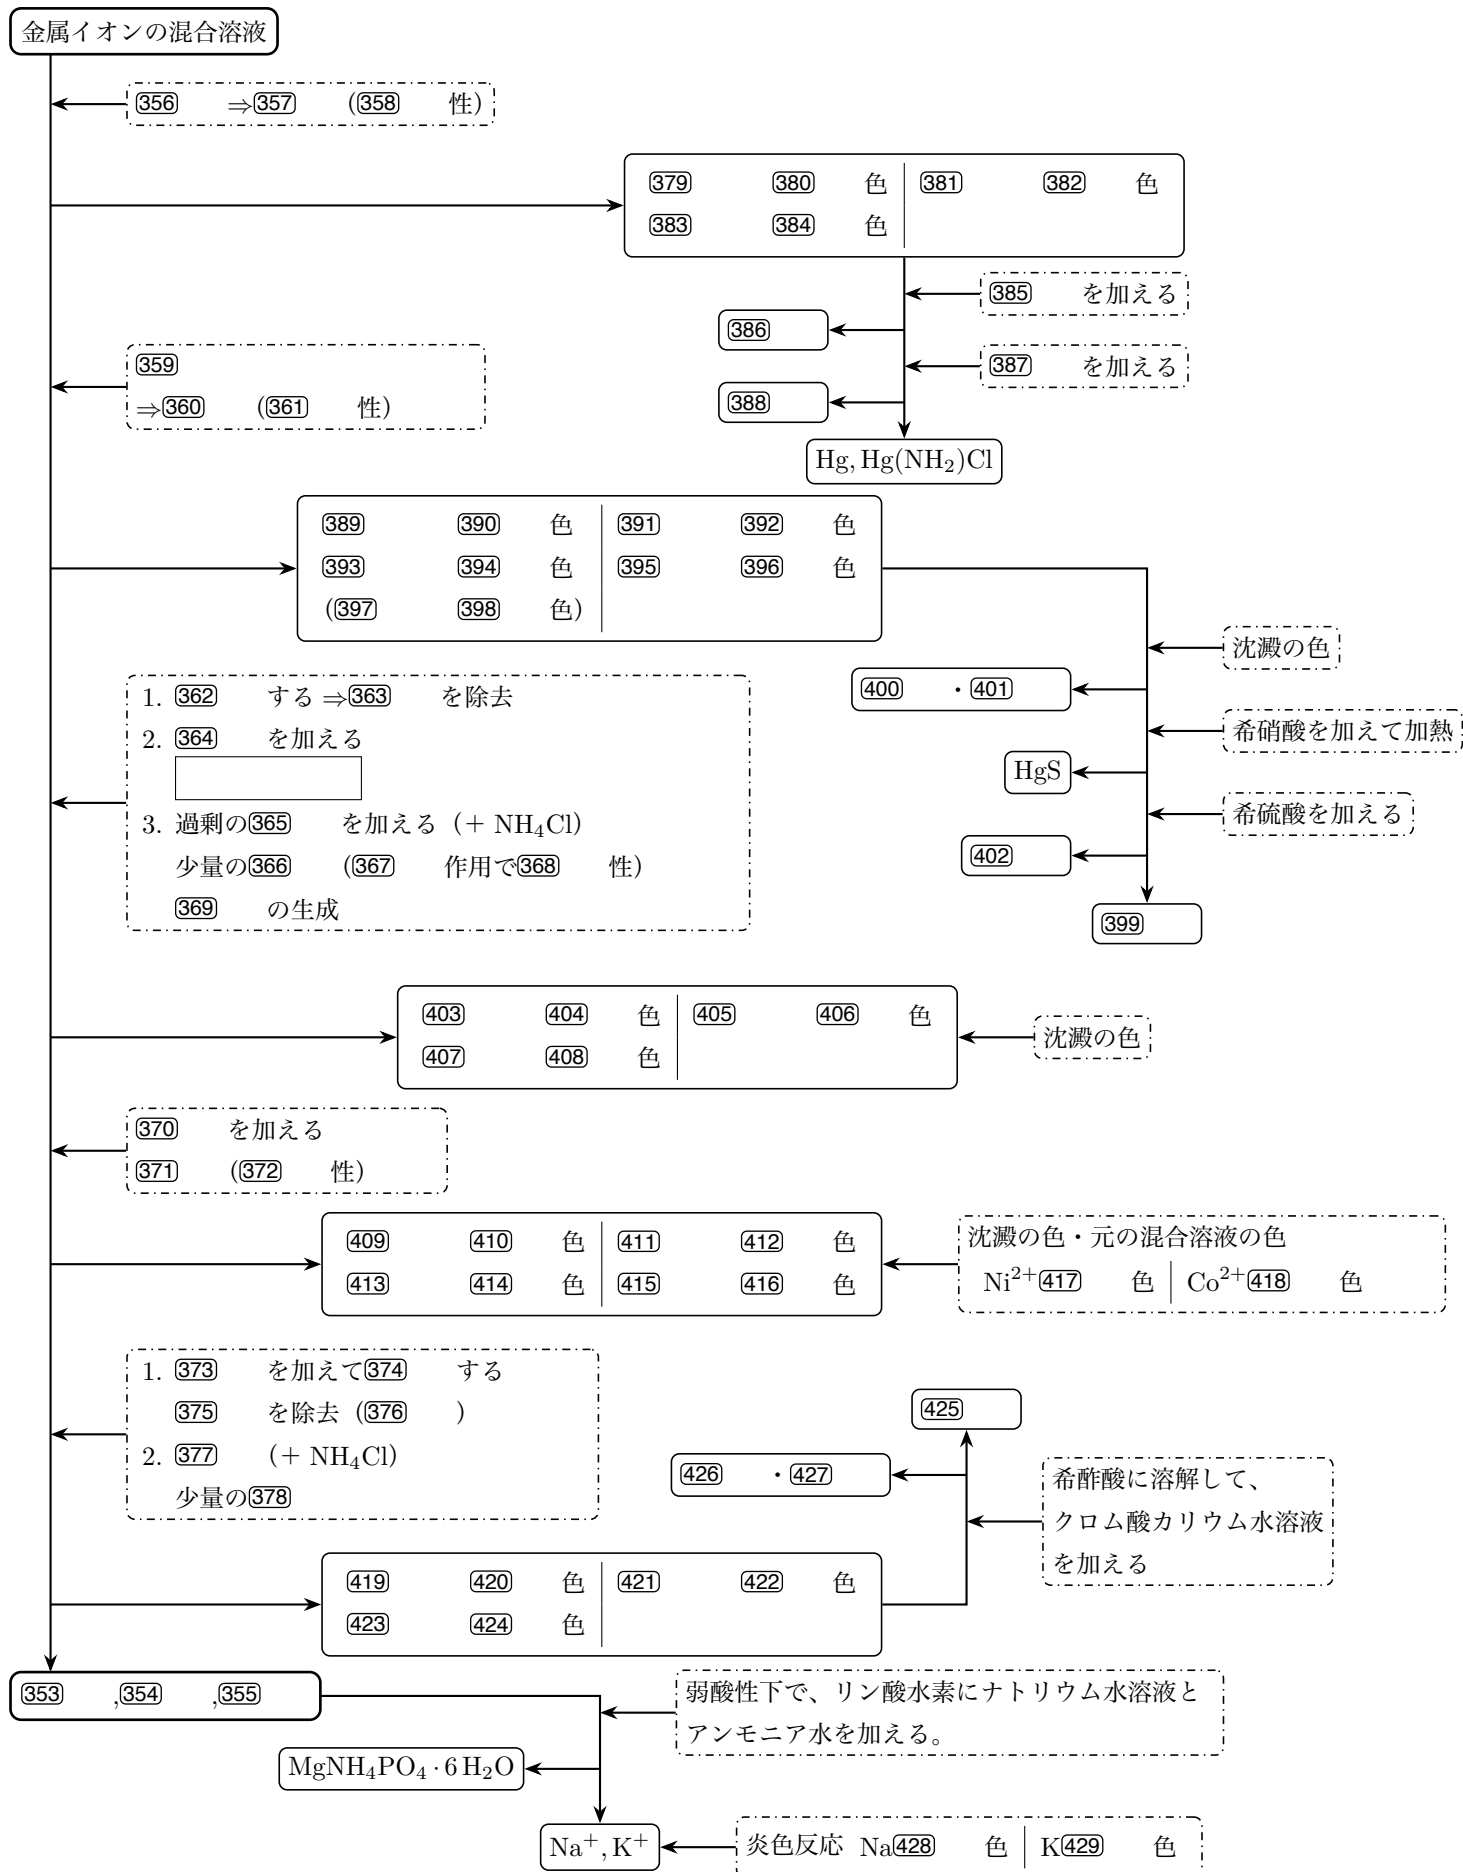 金属イオンの混合溶液
356 ⇒357 (358 性)
379 380 色 381 382 色
383 384 色
385 を加える
386
387 を加える
388
Hg, Hg(NH₂)Cl
359
⇒360 (361 性)
389 390 色 391 392 色
393 394 色 395 396 色
(397 398 色)
沈澱の色
400 ・401
希硝酸を加えて加熱
HgS
希硫酸を加える
402
399
1. 362 する ⇒363 を除去
2. 364 を加える
3. 過剰の365 を加える (+ NH₄Cl)
少量の366 (367 作用で368 性)
369 の生成
403 404 色 405 406 色
407 408 色
沈澱の色
370 を加える
371 (372 性)
409 410 色 411 412 色
413 414 色 415 416 色
沈澱の色・元の混合溶液の色
Ni²⁺417 色 Co²⁺418 色
1. 373 を加えて374 する
375 を除去 (376 )
2. 377 (+ NH₄Cl)
少量の378
425
426 ・427
希酢酸に溶解して、
クロム酸カリウム水溶液
を加える
419 420 色 421 422 色
423 424 色
353 ,354 ,355
弱酸性下で、リン酸水素にナトリウム水溶液と
アンモニア水を加える。
MgNH₄PO₄·6H₂O
Na⁺, K⁺
炎色反応 Na428 色 K429 色